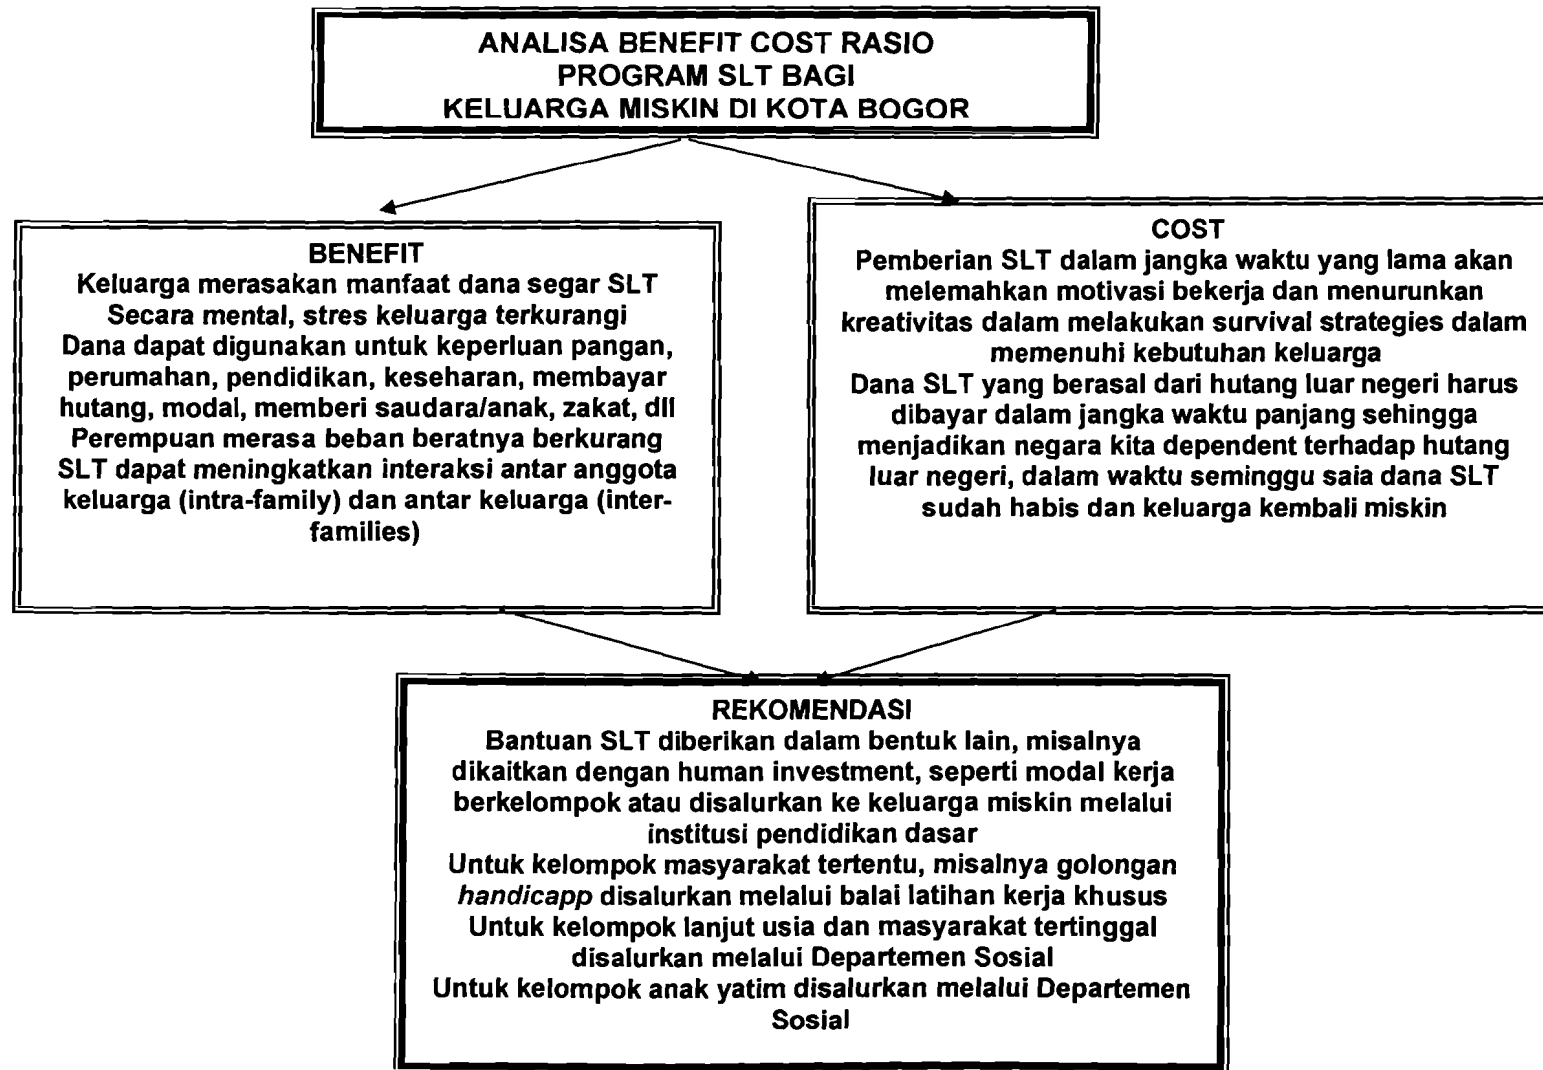 ANALISA BENEFIT COST RASIO
PROGRAM SLT BAGI
KELUARGA MISKIN DI KOTA BOGOR
BENEFIT
Keluarga merasakan manfaat dana segar SLT
Secara mental, stres keluarga terkurangi
Dana dapat digunakan untuk keperluan pangan,
perumahan, pendidikan, keseharan, membayar
hutang, modal, memberi saudara/anak, zakat, dll
Perempuan merasa beban beratnya berkurang
SLT dapat meningkatkan interaksi antar anggota
keluarga (intra-family) dan antar keluarga (inter-
families)
COST
Pemberian SLT dalam jangka waktu yang lama akan
melemahkan motivasi bekerja dan menurunkan
kreativitas dalam melakukan survival strategies dalam
memenuhi kebutuhan keluarga
Dana SLT yang berasal dari hutang luar negeri harus
dibayar dalam jangka waktu panjang sehingga
menjadikan negara kita dependent terhadap hutang
luar negeri, dalam waktu seminggu saia dana SLT
sudah habis dan keluarga kembali miskin
REKOMENDASI
Bantuan SLT diberikan dalam bentuk lain, misalnya
dikaitkan dengan human investment, seperti modal kerja
berkelompok atau disalurkan ke keluarga miskin melalui
institusi pendidikan dasar
Untuk kelompok masyarakat tertentu, misalnya golongan
handicapp disalurkan melalui balai latihan kerja khusus
Untuk kelompok lanjut usia dan masyarakat tertinggal
disalurkan melalui Departemen Sosial
Untuk kelompok anak yatim disalurkan melalui Departemen
Sosial